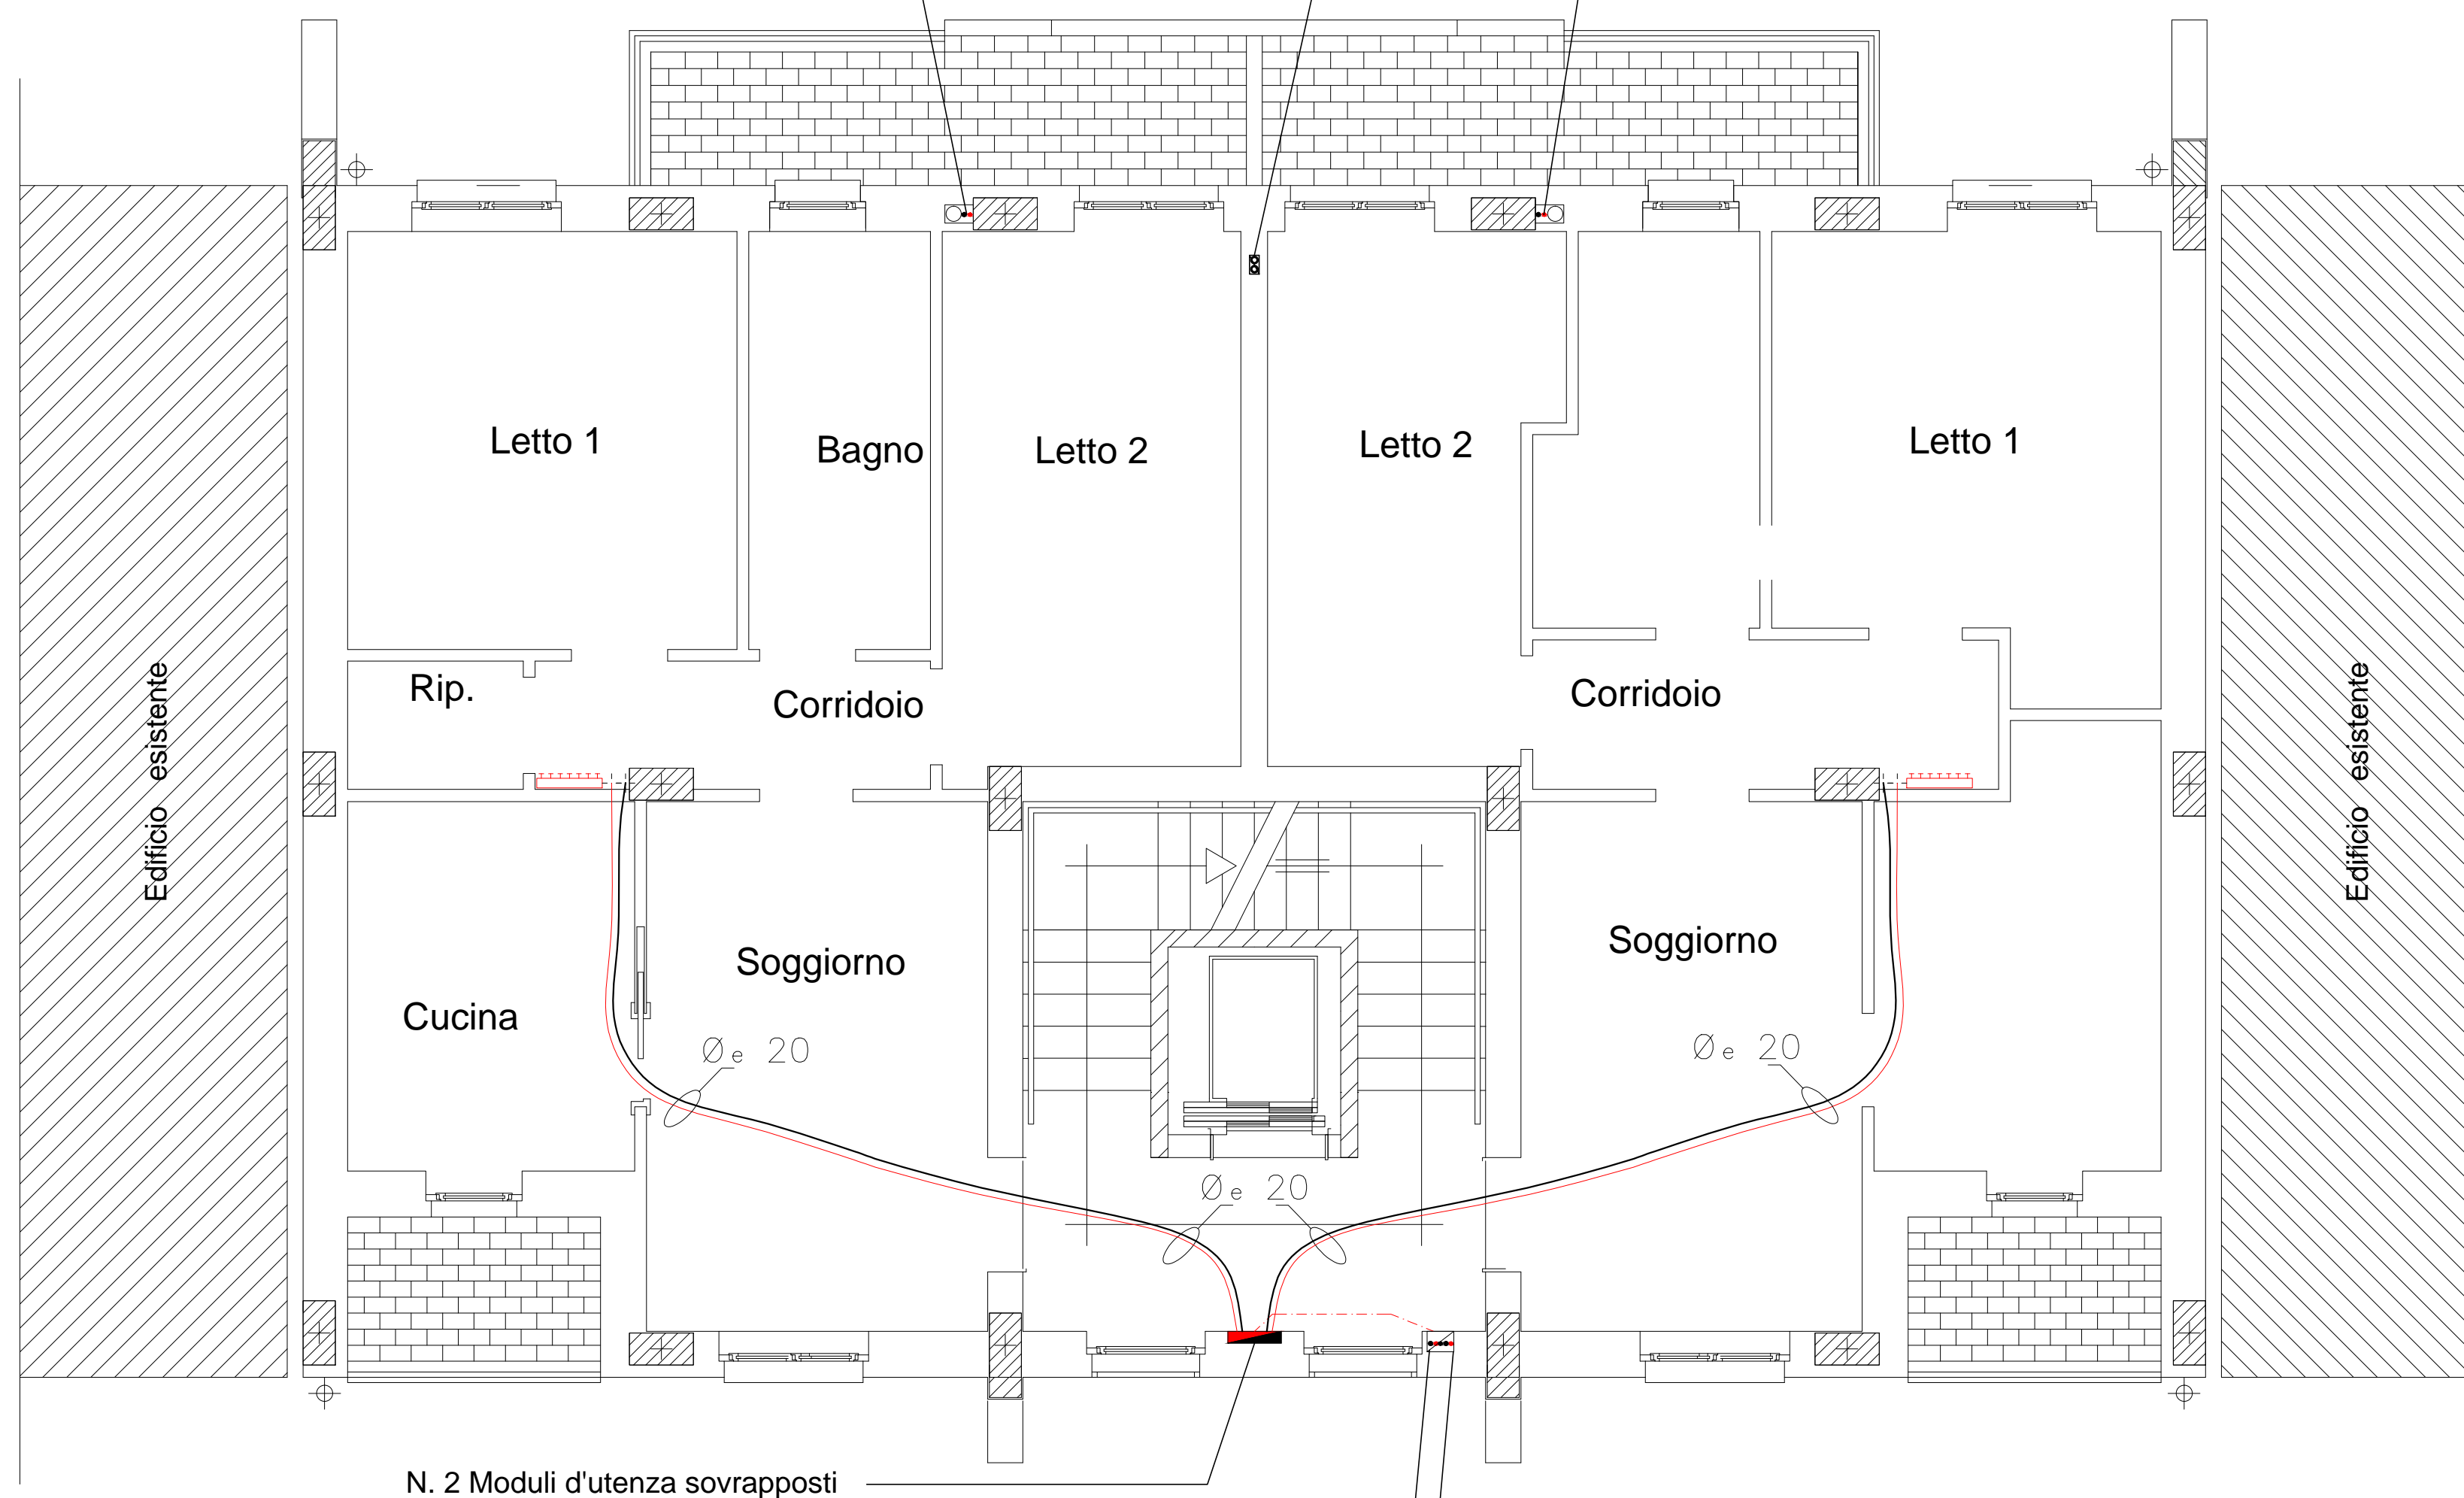 Letto 1
Bagno
Letto 2
Letto 2
Letto 1
Rip.
Corridoio
Corridoio
Edificio esistente
Edificio esistente
Soggiorno
Soggiorno
Cucina
Øe 20
Øe 20
Øe 20
N. 2 Moduli d'utenza sovrapposti